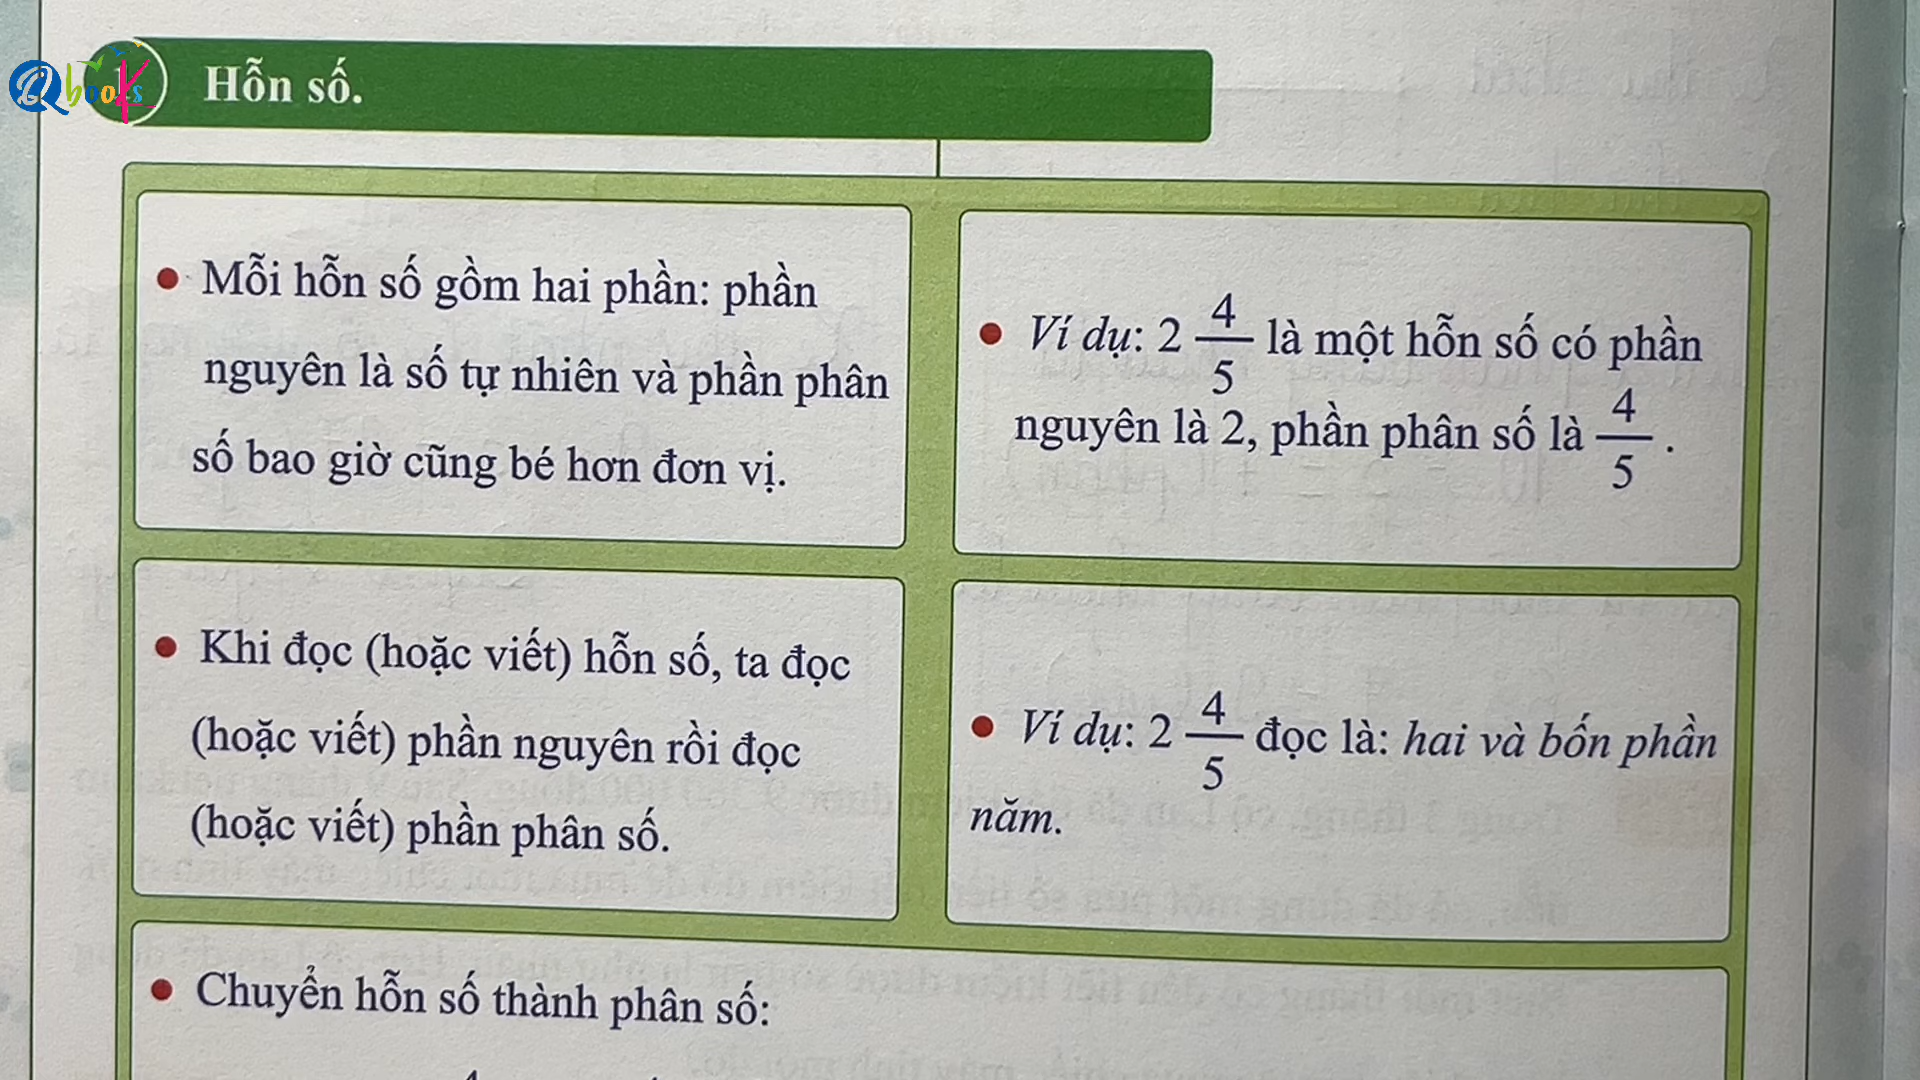 Qbooks
Hỗn số.
• Mỗi hỗn số gồm hai phần: phần
nguyên là số tự nhiên và phần phân
số bao giờ cũng bé hơn đơn vị.
• Ví dụ: 2 4/5 là một hỗn số có phần
nguyên là 2, phần phân số là 4/5 .
• Khi đọc (hoặc viết) hỗn số, ta đọc
(hoặc viết) phần nguyên rồi đọc
(hoặc viết) phần phân số.
• Ví dụ: 2 4/5 đọc là: hai và bốn phần
năm.
• Chuyển hỗn số thành phân số: